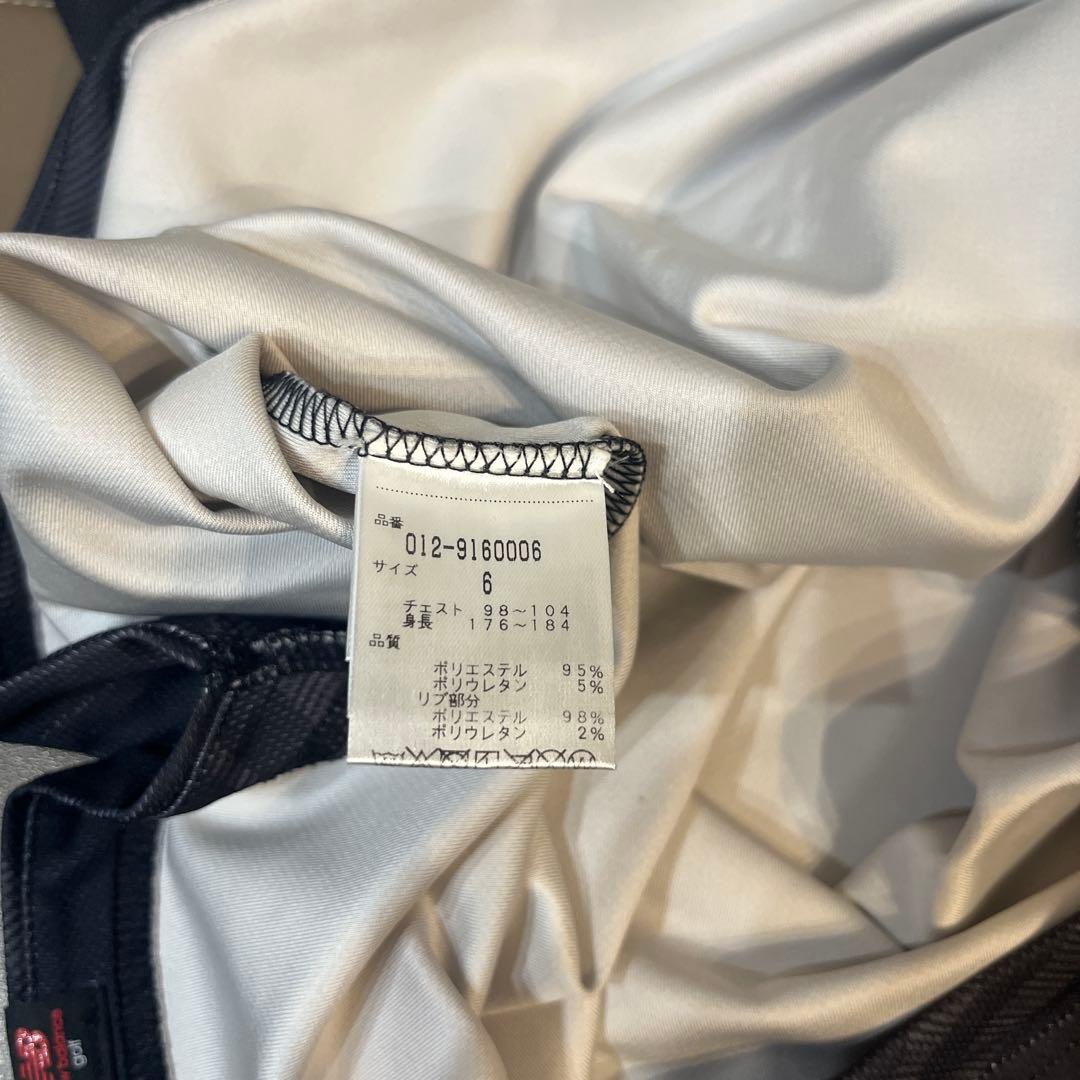 品番
012-9160006
サイズ
6
チェスト 98～104
身長 176～184
品質
ポリエステル 95%
ポリウレタン 5%
リブ部分
ポリエステル 98%
ポリウレタン 2%
balance
golf